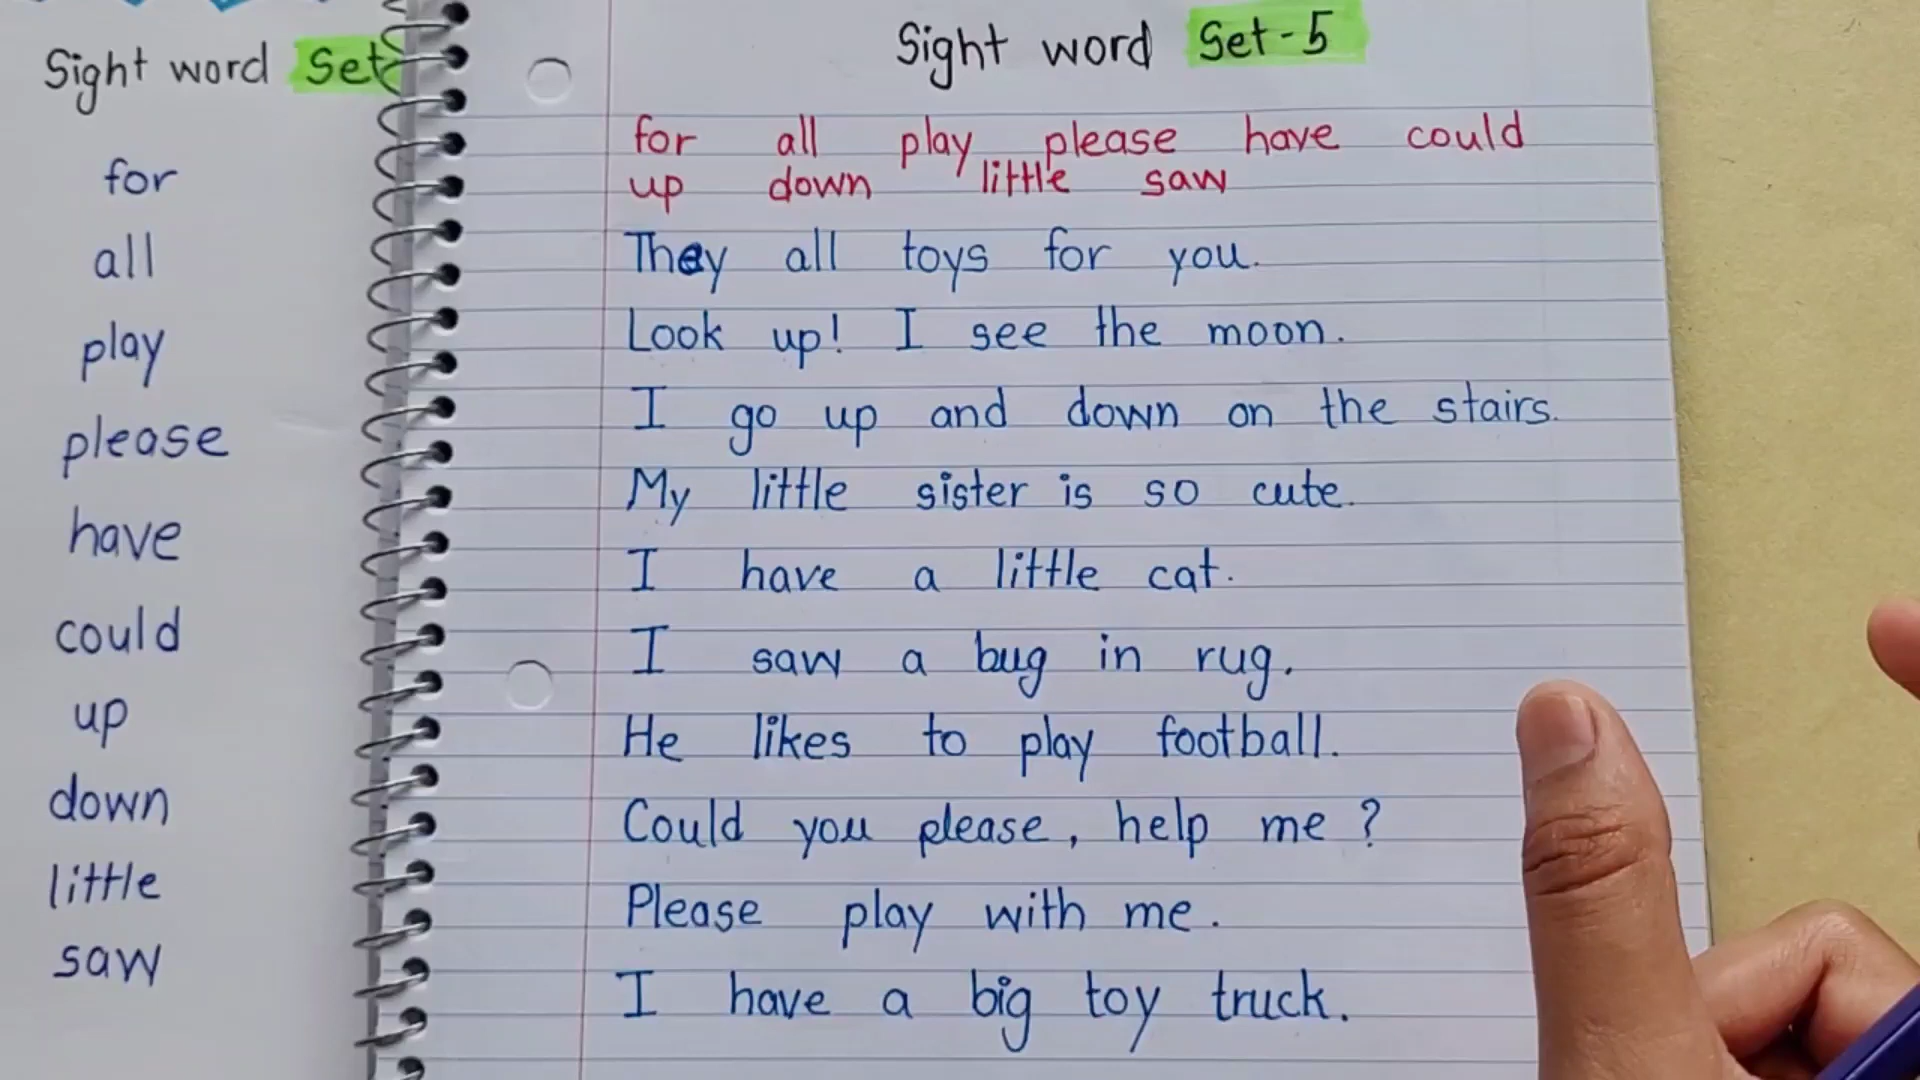 Sight word Set
for
all
play
please
have
could
up
down
little
saw
Sight word Set-5
for all play please have could
up down little saw
They all toys for you.
Look up! I see the moon.
I go up and down on the stairs.
My little sister is so cute.
I have a little cat.
I saw a bug in rug.
He likes to play football.
Could you please, help me ?
Please play with me.
I have a big toy truck.